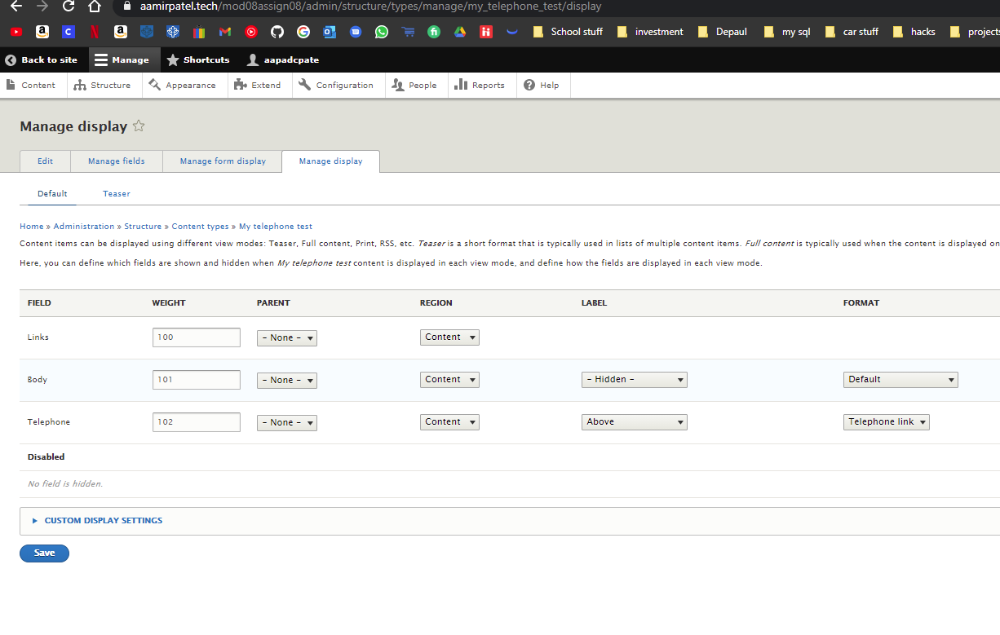 aamirpatel.tech/mod08assign08/admin/structure/types/manage/my_telephone_test/display
School stuff investment Depaul my sql car stuff hacks projects
Back to site Manage Shortcuts aapadcpate
Content Structure Appearance Extend Configuration People Reports Help
Manage display
Edit Manage fields Manage form display Manage display
Default Teaser
Home » Administration » Structure » Content types » My telephone test
Content items can be displayed using different view modes: Teaser, Full content, Print, RSS, etc. Teaser is a short format that is typically used in lists of multiple content items. Full content is typically used when the content is displayed on
Here, you can define which fields are shown and hidden when My telephone test content is displayed in each view mode, and define how the fields are displayed in each view mode.
FIELD WEIGHT PARENT REGION LABEL FORMAT
Links 100 - None - Content
Body 101 - None - Content - Hidden - Default
Telephone 102 - None - Content Above Telephone link
Disabled
No field is hidden.
CUSTOM DISPLAY SETTINGS
Save